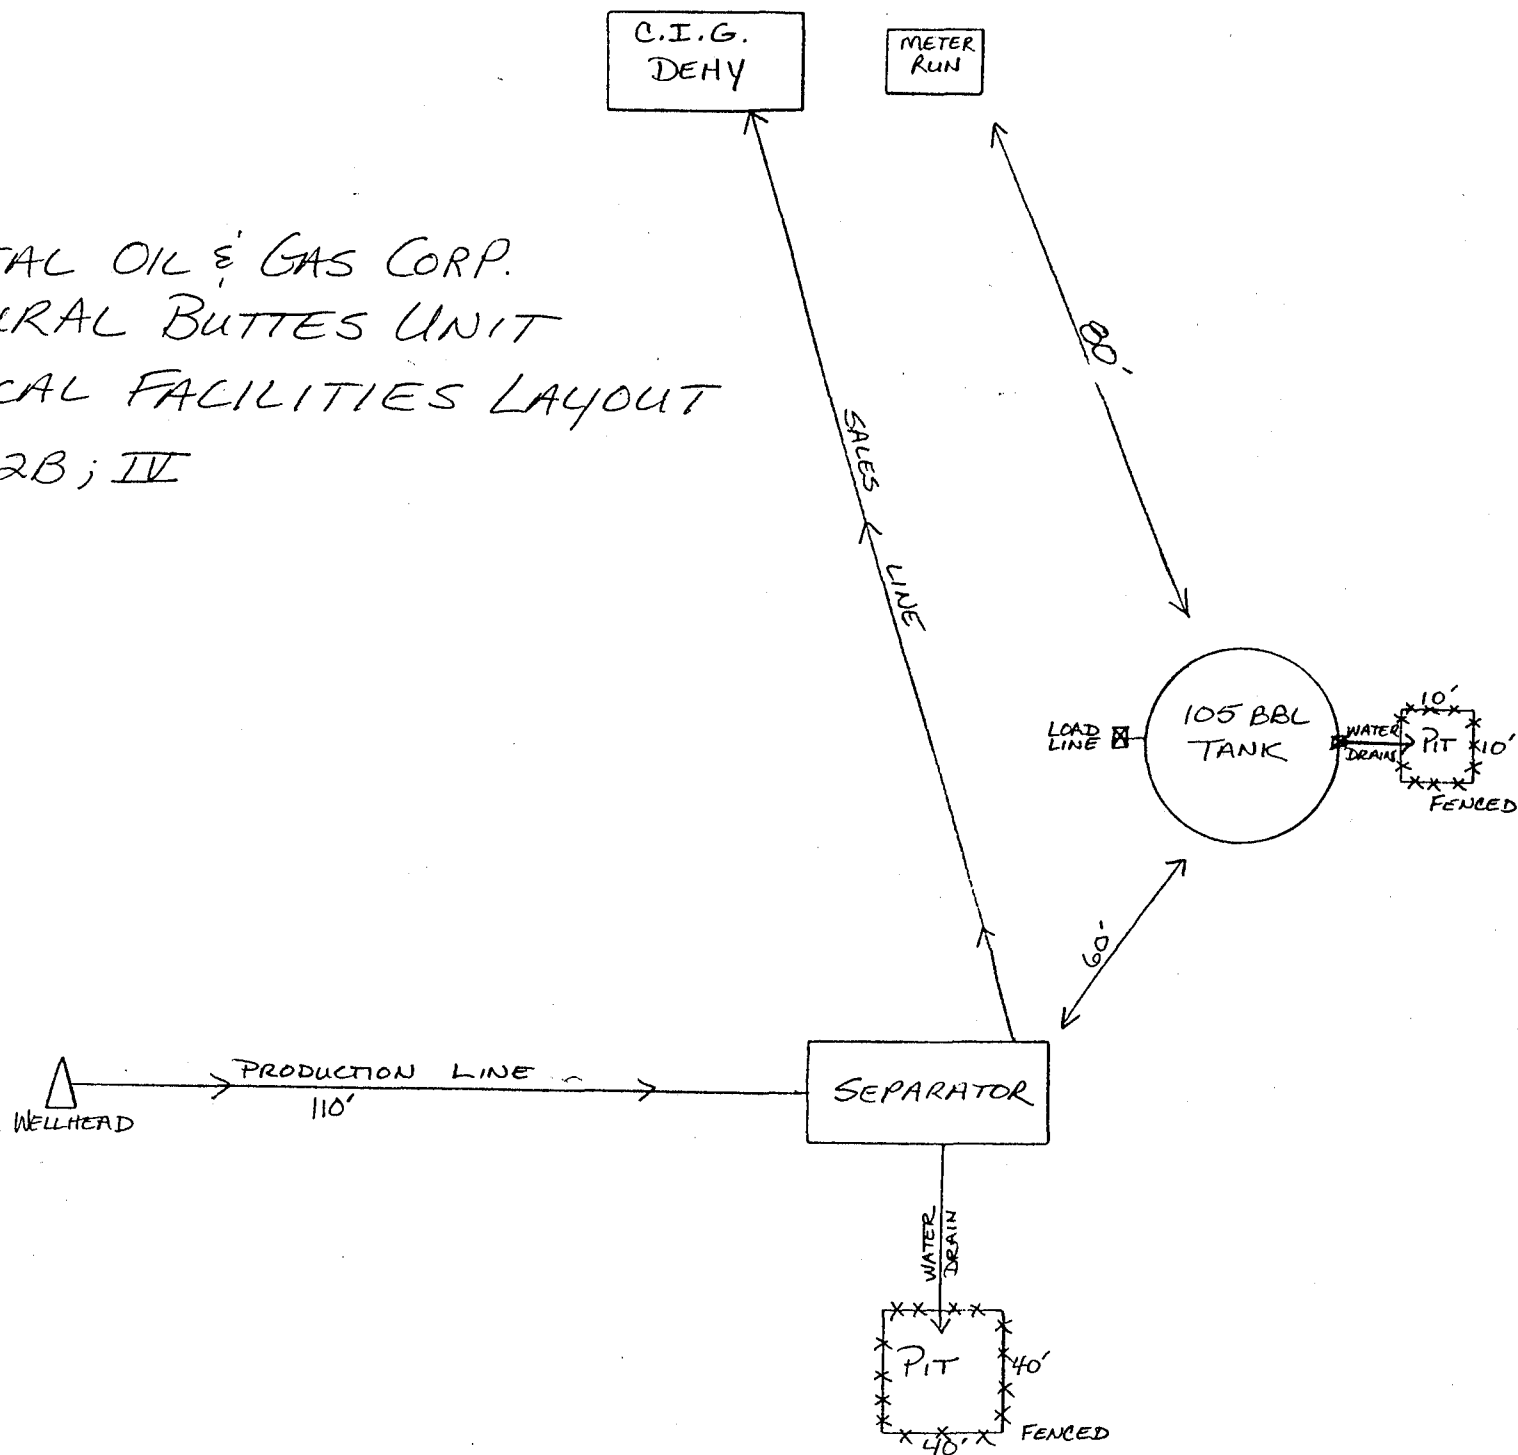 C.I.G.
DEHY
METER
RUN
TAL OIL & GAS CORP.
URAL BUTTES UNIT
CAL FACILITIES LAYOUT
2B; IV
80'
SALES LINE
LOAD
LINE
105 BBL
TANK
WATER
DRAIN
10'
PIT
10'
FENCED
60'
PRODUCTION LINE
110'
WELLHEAD
SEPARATOR
WATER
DRAIN
PIT
40'
40'
FENCED